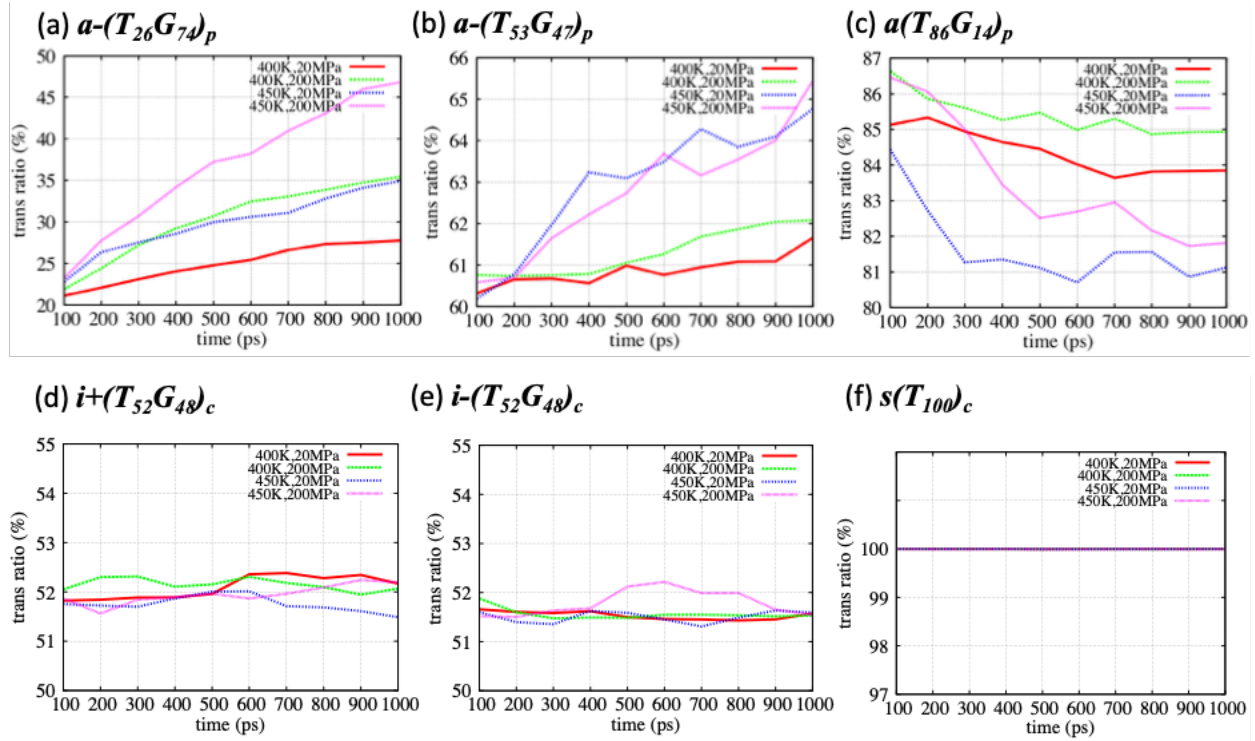 (a) a-(T26G74)p
50
45
40
35
30
25
20
trans ratio (%)
400K,20MPa
400K,200MPa
450K,20MPa
450K,200MPa
100 200 300 400 500 600 700 800 900 1000
time (ps)
(b) a-(T53G47)p
66
65
64
63
62
61
60
trans ratio (%)
400K,20MPa
400K,200MPa
450K,20MPa
450K,200MPa
100 200 300 400 500 600 700 800 900 1000
time (ps)
(c) a(T86G14)p
87
86
85
84
83
82
81
80
trans ratio (%)
400K,20MPa
400K,200MPa
450K,20MPa
450K,200MPa
100 200 300 400 500 600 700 800 900 1000
time (ps)
(d) i+(T52G48)c
55
54
53
52
51
50
trans ratio (%)
400K,20MPa
400K,200MPa
450K,20MPa
450K,200MPa
100 200 300 400 500 600 700 800 900 1000
time (ps)
(e) i-(T52G48)c
55
54
53
52
51
50
trans ratio (%)
400K,20MPa
400K,200MPa
450K,20MPa
450K,200MPa
100 200 300 400 500 600 700 800 900 1000
time (ps)
(f) s(T100)c
100
99
98
97
trans ratio (%)
400K,20MPa
400K,200MPa
450K,20MPa
450K,200MPa
100 200 300 400 500 600 700 800 900 1000
time (ps)